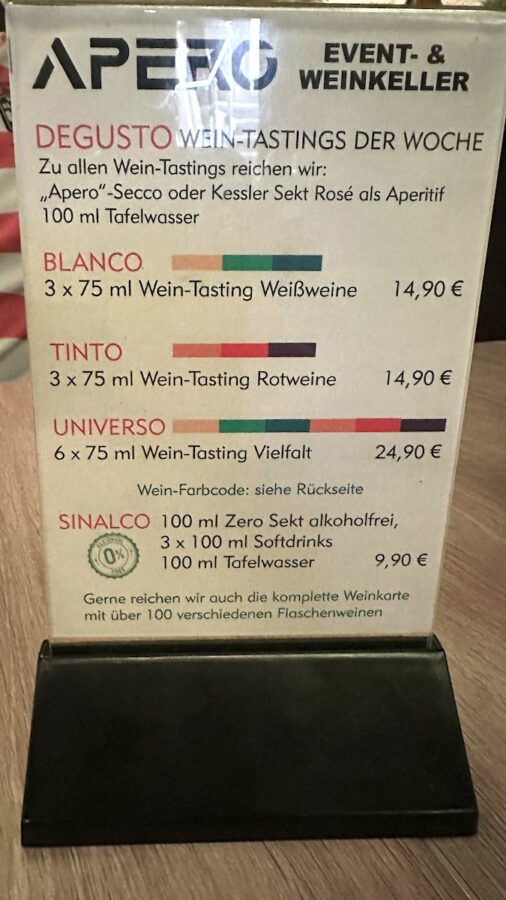 APERO EVENT- &
WEINKELLER
DEGUSTO WEIN-TASTINGS DER WOCHE
Zu allen Wein-Tastings reichen wir:
„Apero“-Secco oder Kessler Sekt Rosé als Aperitif
100 ml Tafelwasser
BLANCO
3 x 75 ml Wein-Tasting Weißweine 14,90 €
TINTO
3 x 75 ml Wein-Tasting Rotweine 14,90 €
UNIVERSO
6 x 75 ml Wein-Tasting Vielfalt 24,90 €
Wein-Farbcode: siehe Rückseite
SINALCO 100 ml Zero Sekt alkoholfrei,
0% 3 x 100 ml Softdrinks
100 ml Tafelwasser 9,90 €
Gerne reichen wir auch die komplette Weinkarte
mit über 100 verschiedenen Flaschenweinen